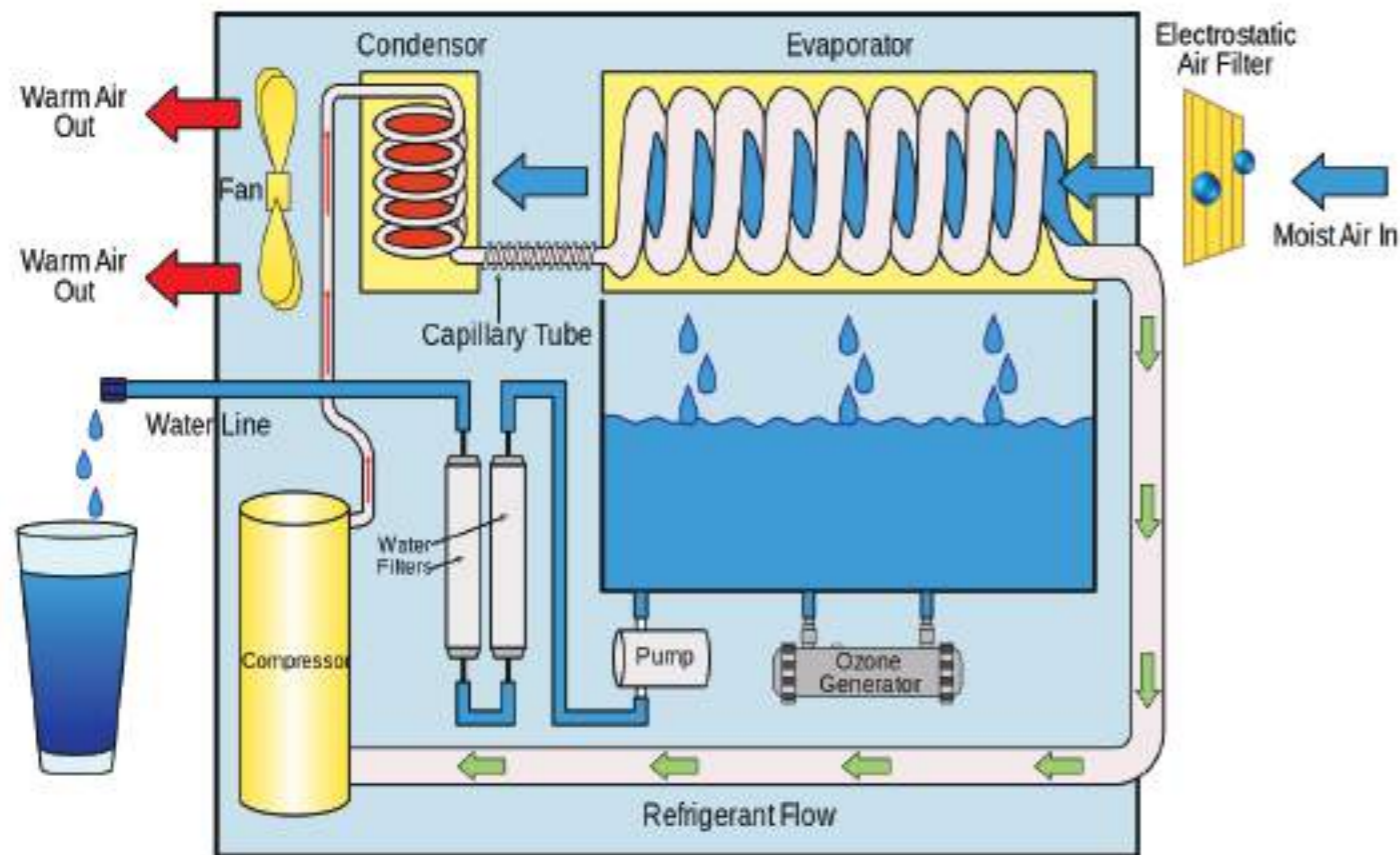 Condensor
Evaporator
Electrostatic
Air Filter
Warm Air
Out
Fan
Moist Air In
Warm Air
Out
Capillary Tube
Water Line
Water
Filters
Compressor
Pump
Ozone
Generator
Refrigerant Flow